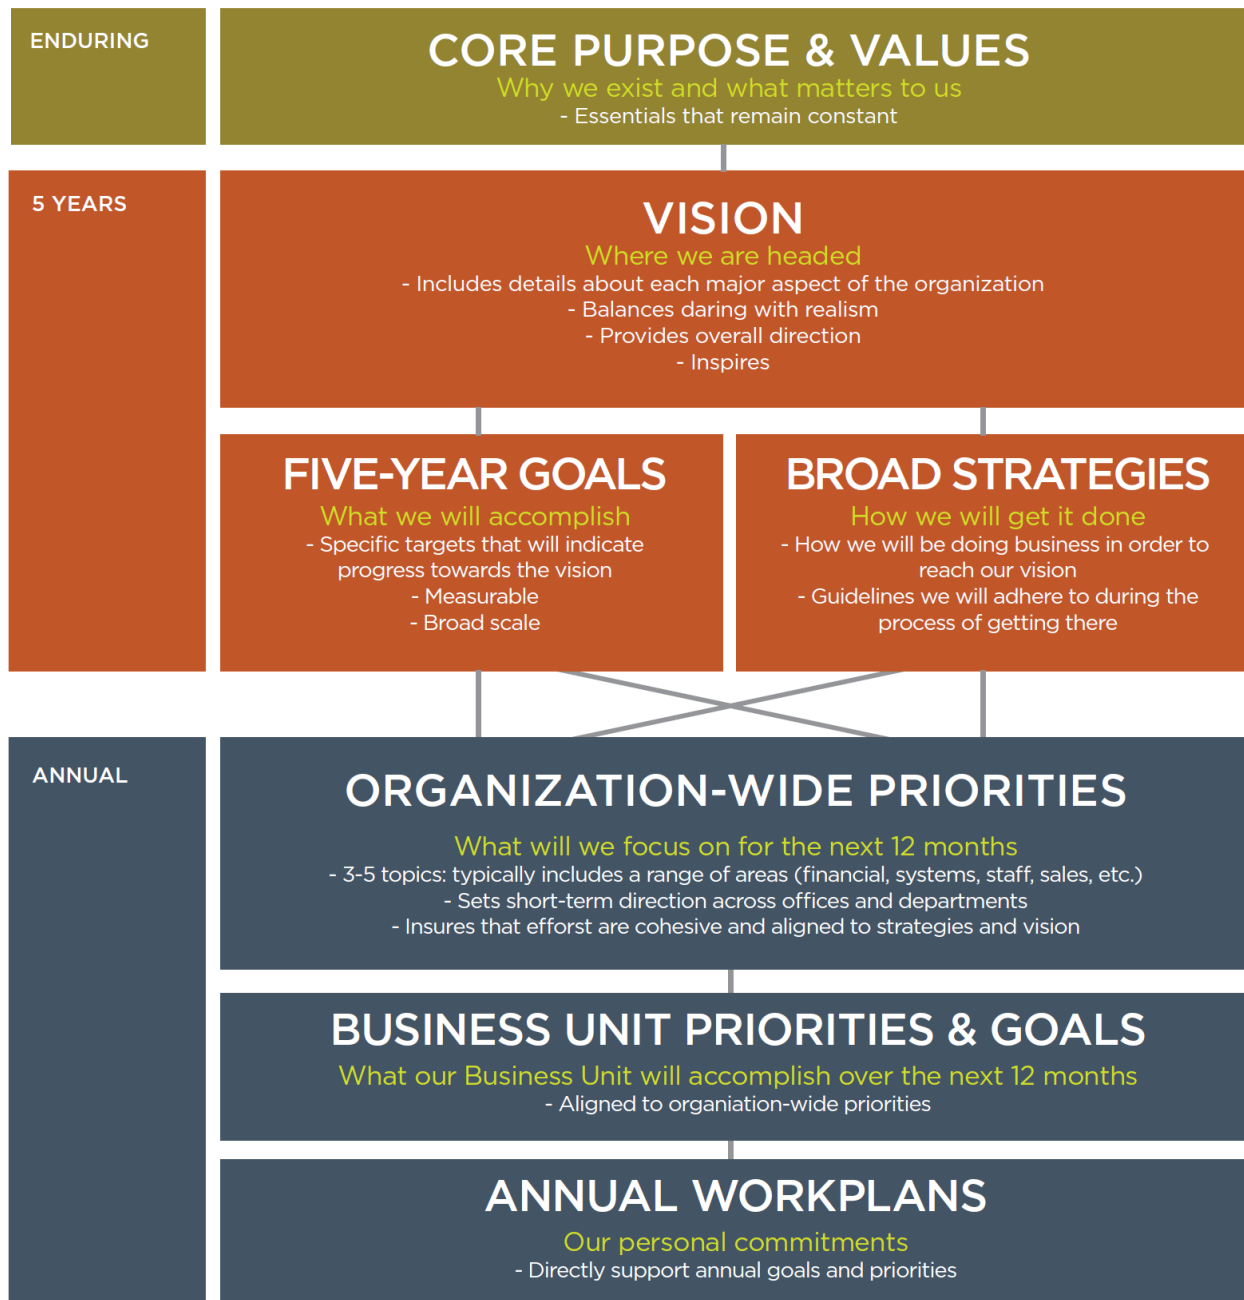 ENDURING
CORE PURPOSE & VALUES
Why we exist and what matters to us
- Essentials that remain constant
5 YEARS
VISION
Where we are headed
- Includes details about each major aspect of the organization
- Balances daring with realism
- Provides overall direction
- Inspires
FIVE-YEAR GOALS
What we will accomplish
- Specific targets that will indicate
progress towards the vision
- Measurable
- Broad scale
BROAD STRATEGIES
How we will get it done
- How we will be doing business in order to
reach our vision
- Guidelines we will adhere to during the
process of getting there
ANNUAL
ORGANIZATION-WIDE PRIORITIES
What will we focus on for the next 12 months
- 3-5 topics: typically includes a range of areas (financial, systems, staff, sales, etc.)
- Sets short-term direction across offices and departments
- Insures that efforst are cohesive and aligned to strategies and vision
BUSINESS UNIT PRIORITIES & GOALS
What our Business Unit will accomplish over the next 12 months
- Aligned to organiation-wide priorities
ANNUAL WORKPLANS
Our personal commitments
- Directly support annual goals and priorities